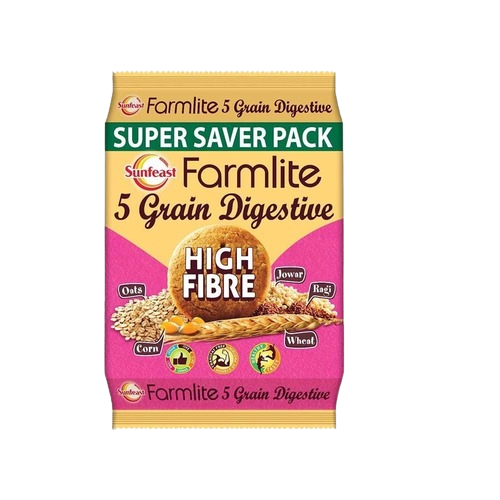 Sunfeast Farmlite 5 Grain Digestive
SUPER SAVER PACK
Sunfeast Farmlite
5 Grain Digestive
HIGH
FIBRE
Oats
Jowar
Ragi
Corn
Wheat
Sunfeast Farmlite 5 Grain Digestive